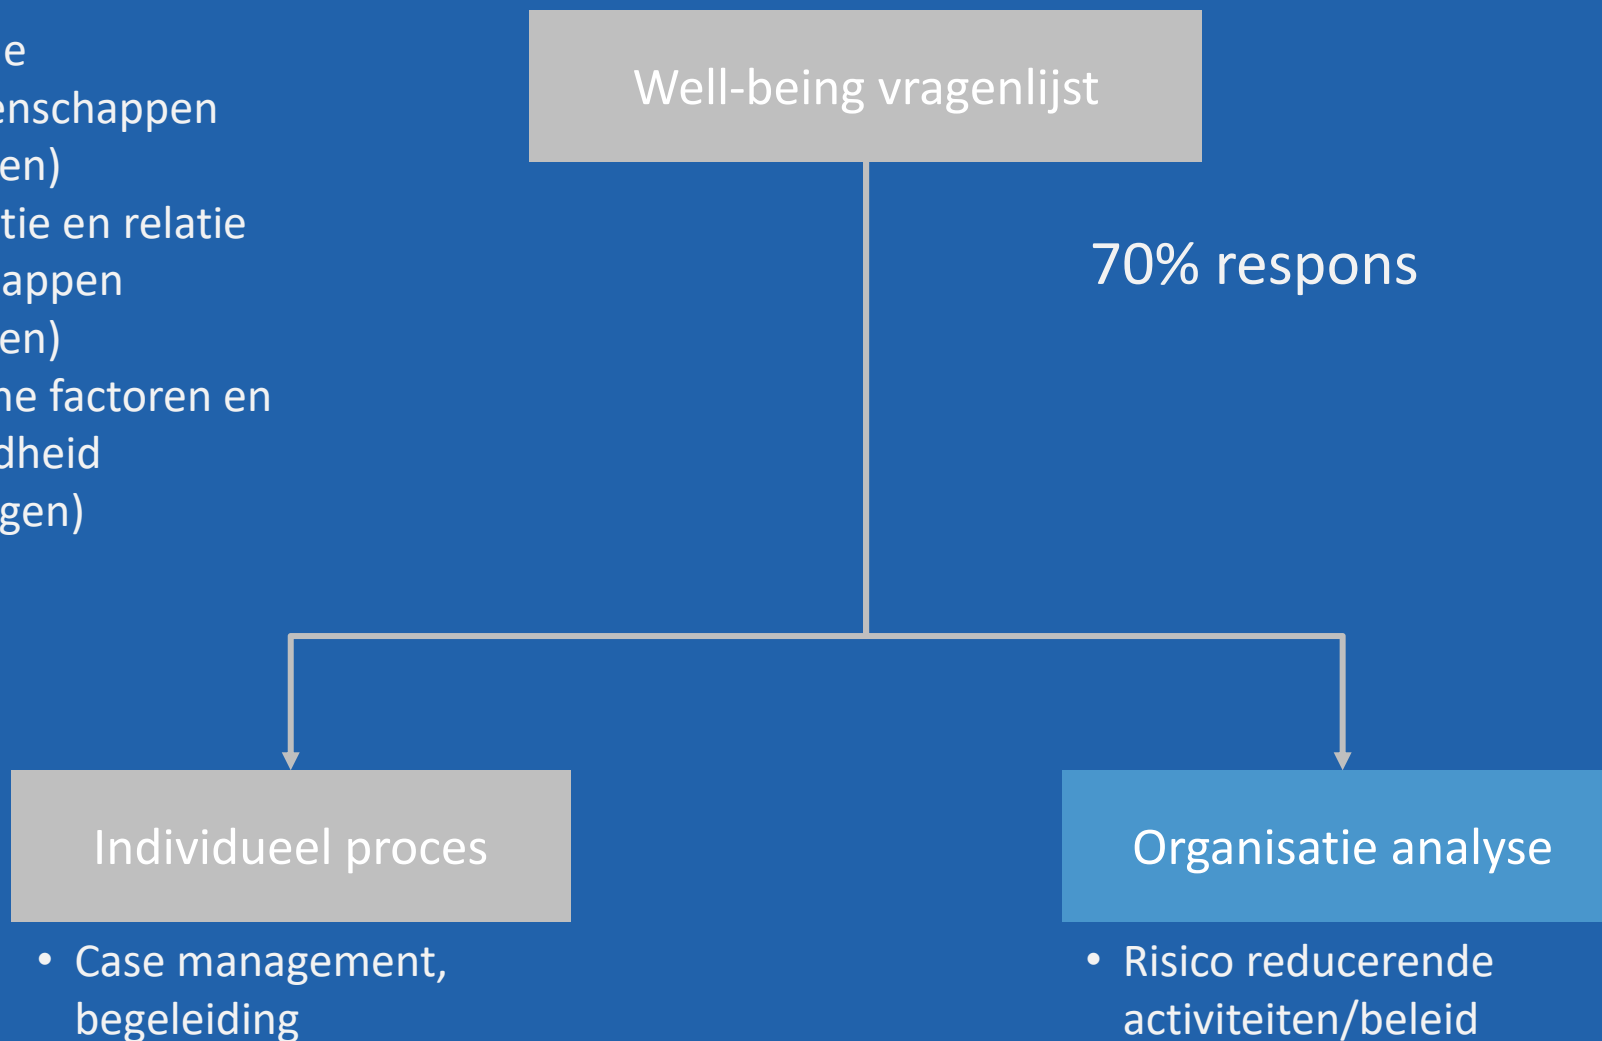 Well-being vragenlijst
e
enschappen
en)
tie en relatie
appen
en)
ne factoren en
dheid
gen)
70% respons
Individueel proces
• Case management,
begeleiding
Organisatie analyse
• Risico reducerende
activiteiten/beleid